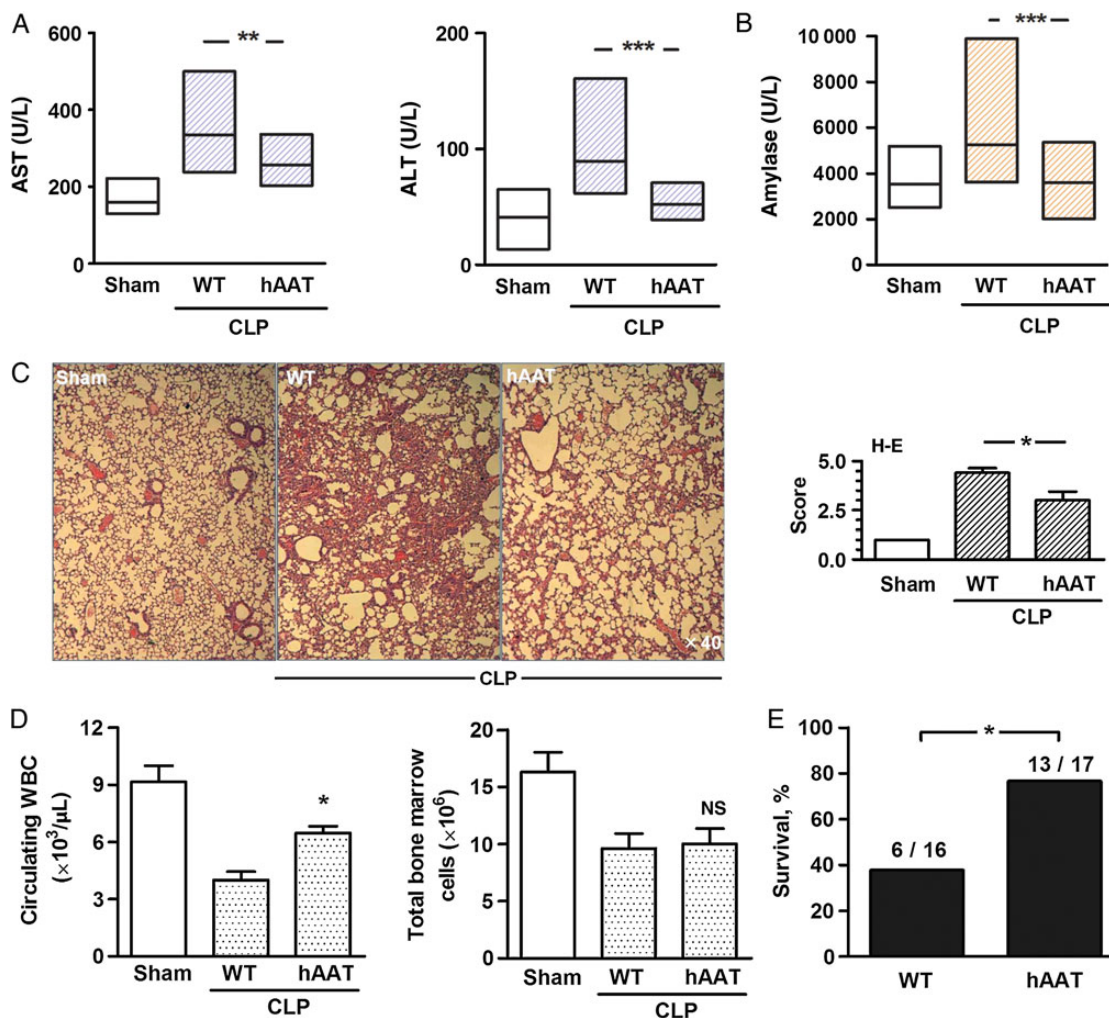 A
600
400
200
0
AST (U/L)
**
Sham
WT
hAAT
CLP
200
100
0
ALT (U/L)
***
Sham
WT
hAAT
CLP
B
10 000
8000
6000
4000
2000
0
Amylase (U/L)
***
Sham
WT
hAAT
CLP
C
Sham
WT
hAAT
× 40
CLP
H-E
5.0
2.5
0.0
Score
*
Sham
WT
hAAT
CLP
D
12
9
6
3
0
Circulating WBC
(×10³/µL)
*
Sham
WT
hAAT
CLP
20
15
10
5
0
Total bone marrow
cells (×10⁶)
NS
Sham
WT
hAAT
CLP
E
100
80
60
40
20
0
Survival, %
*
6 / 16
13 / 17
WT
hAAT